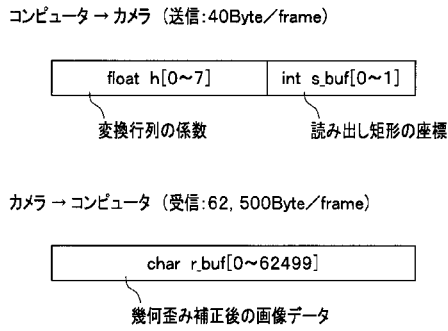 コンピュータ → カメラ (送信:40Byte/frame)
float h[0~7] int s_buf[0~1]
変換行列の係数 読み出し矩形の座標
カメラ → コンピュータ (受信:62, 500Byte/frame)
char r_buf[0~62499]
幾何歪み補正後の画像データ